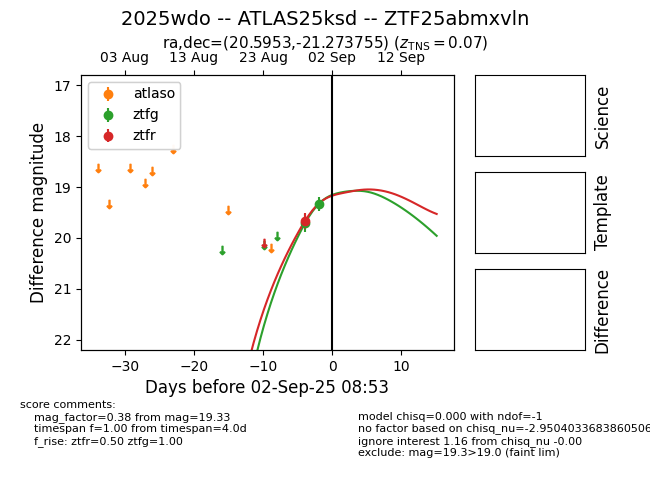 2025wdo -- ATLAS25ksd -- ZTF25abmxvln
ra,dec=(20.5953,-21.273755) (z_TNS = 0.07)
03 Aug 13 Aug 23 Aug 02 Sep 12 Sep
atlaso
ztfg
ztfr
17
18
19
20
21
22
Difference magnitude
−30 −20 −10 0 10
Days before 02-Sep-25 08:53
Science
Template
Difference
score comments:
mag_factor=0.38 from mag=19.33
timespan f=1.00 from timespan=4.0d
f_rise: ztfr=0.50 ztfg=1.00
model chisq=0.000 with ndof=-1
no factor based on chisq_nu=-2.9504033683860506
ignore interest 1.16 from chisq_nu -0.00
exclude: mag=19.3>19.0 (faint lim)